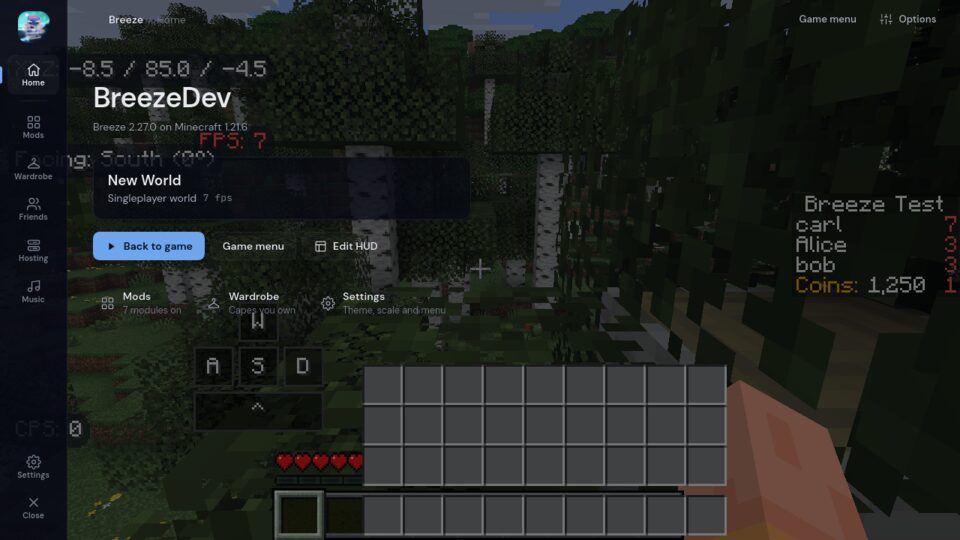 Breeze
Home
Game menu
Options
-8.5 / 85.0 / -4.5
Home
BreezeDev
Breeze 2.27.0 on Minecraft 1.21.6
FPS: 7
Mods
Facing: South (0°)
Wardrobe
New World
Singleplayer world 7 fps
Friends
Breeze Test
carl 7
Alice 3
bob 3
Coins: 1,250 1
Back to game
Game menu
Edit HUD
Hosting
Music
Mods
7 modules on
Wardrobe
Capes you own
Settings
Theme, scale and menu
W
A
S
D
^
CPS: 0
Settings
Close